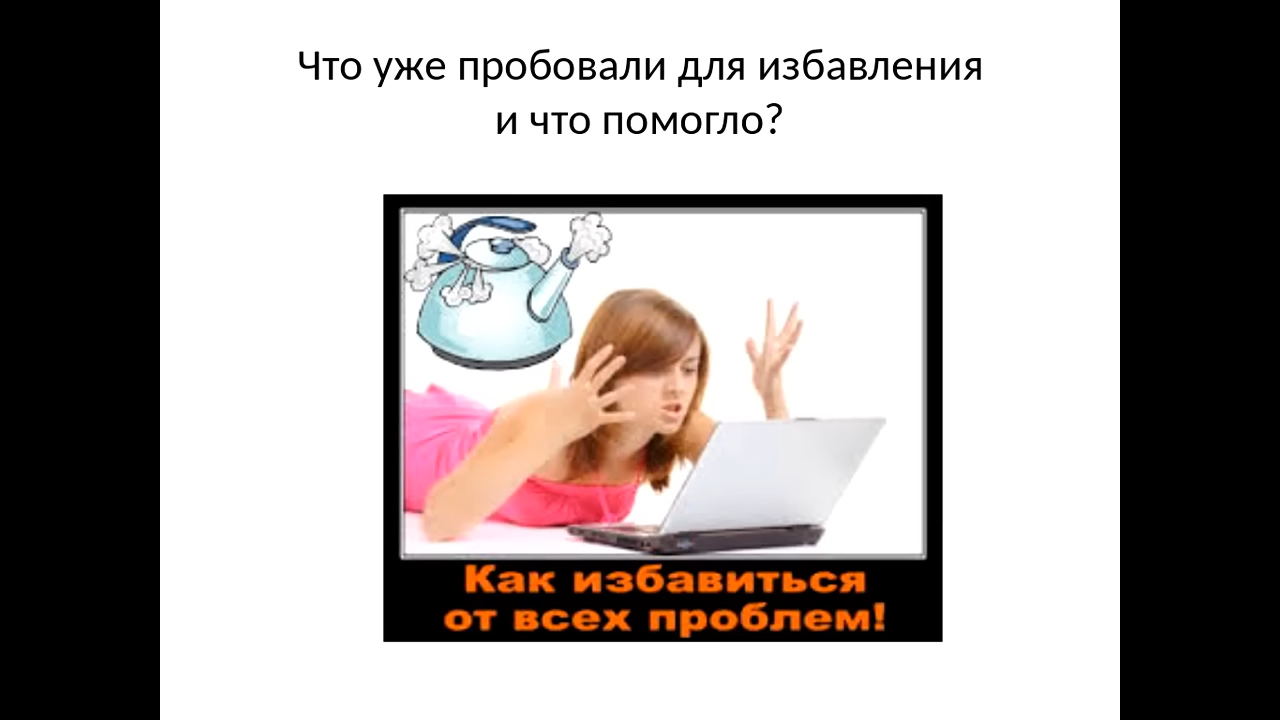 Что уже пробовали для избавления
и что помогло?
Как избавиться
от всех проблем!